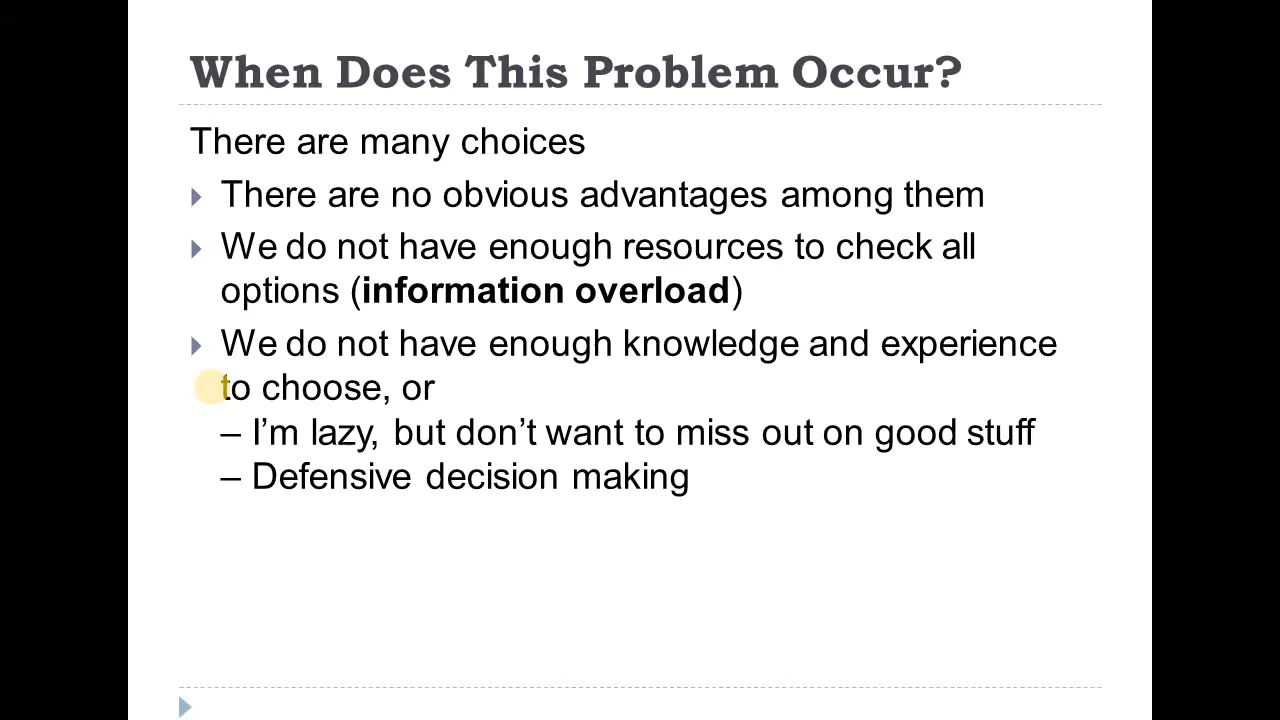 When Does This Problem Occur?
There are many choices
There are no obvious advantages among them
We do not have enough resources to check all
options (information overload)
We do not have enough knowledge and experience
to choose, or
– I’m lazy, but don’t want to miss out on good stuff
– Defensive decision making